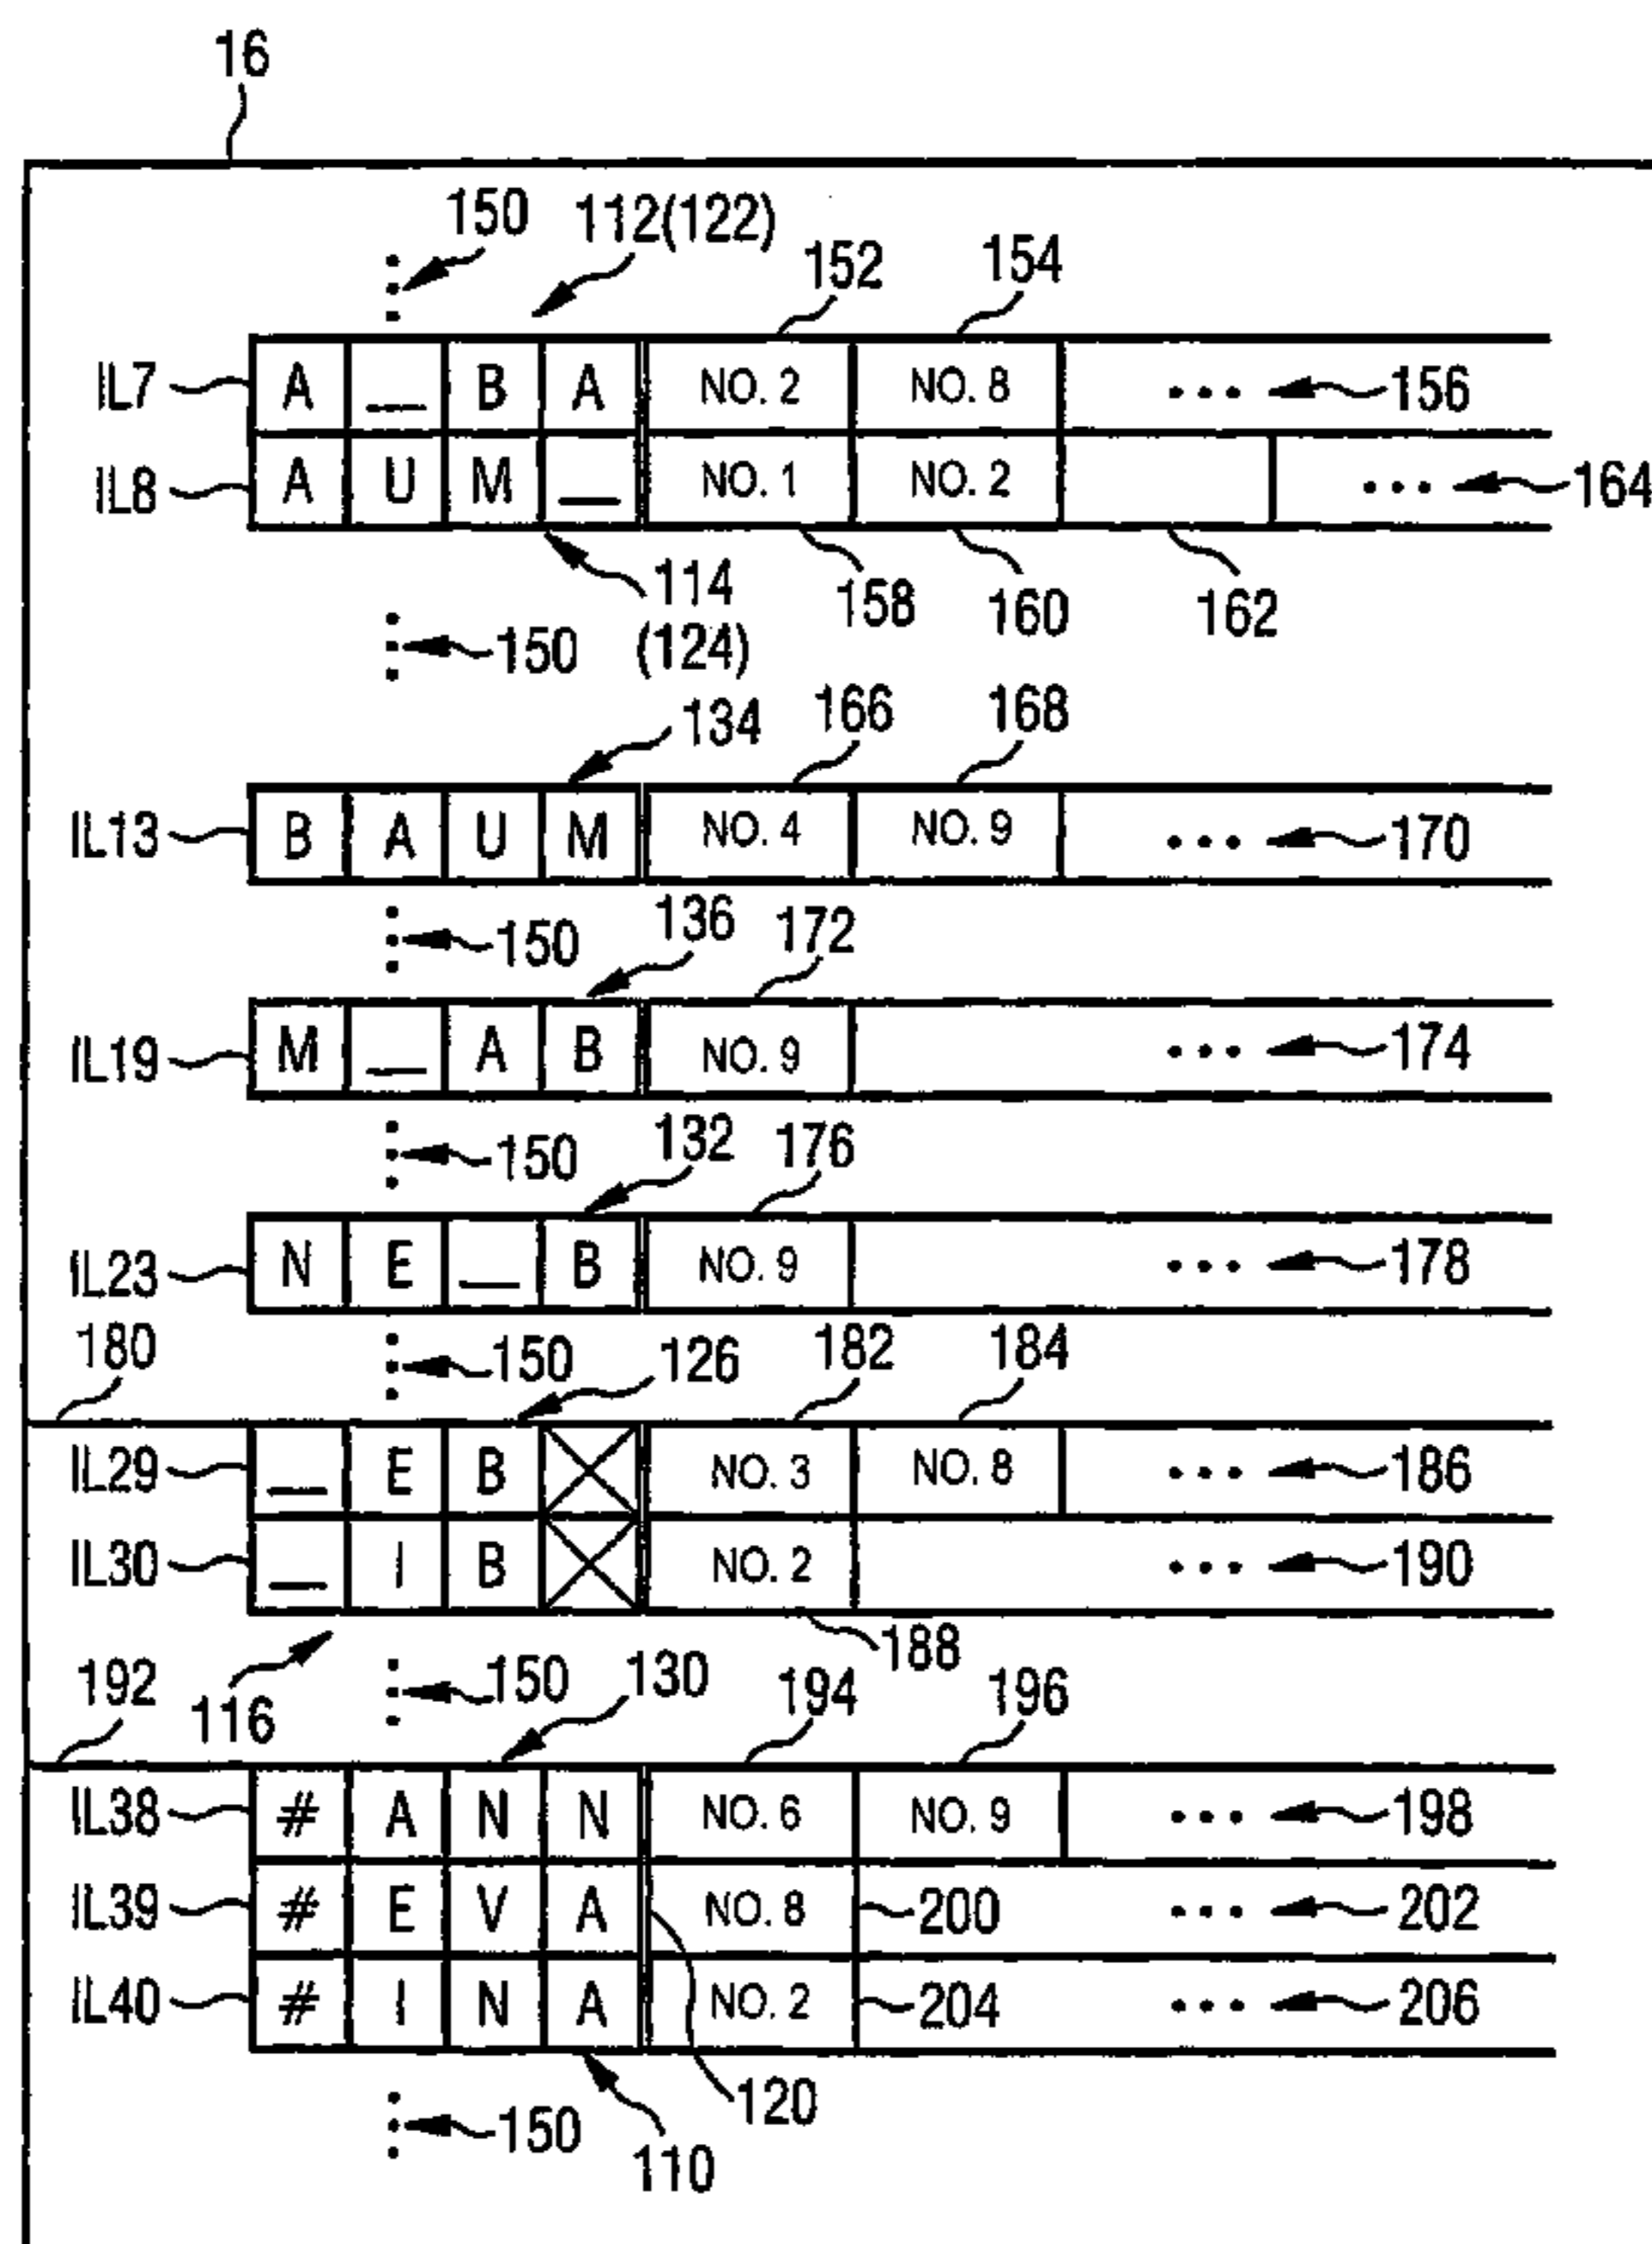 16
150 112(122) 152 154
IL7 A _ B A NO. 2 NO. 8 ... 156
IL8 A U M _ NO. 1 NO. 2 ... 164
114 158 160 162
150 (124)
134 166 168
IL13 B A U M NO. 4 NO. 9 ... 170
150 136 172
IL19 M _ A B NO. 9 ... 174
150 132 176
IL23 N E _ B NO. 9 ... 178
180 150 126 182 184
IL29 _ E B NO. 3 NO. 8 ... 186
IL30 _ I B NO. 2 ... 190
188
192 116 150 130 194 196
IL38 # A N N NO. 6 NO. 9 ... 198
IL39 # E V A NO. 8 200 ... 202
IL40 # I N A NO. 2 204 ... 206
120
150 110